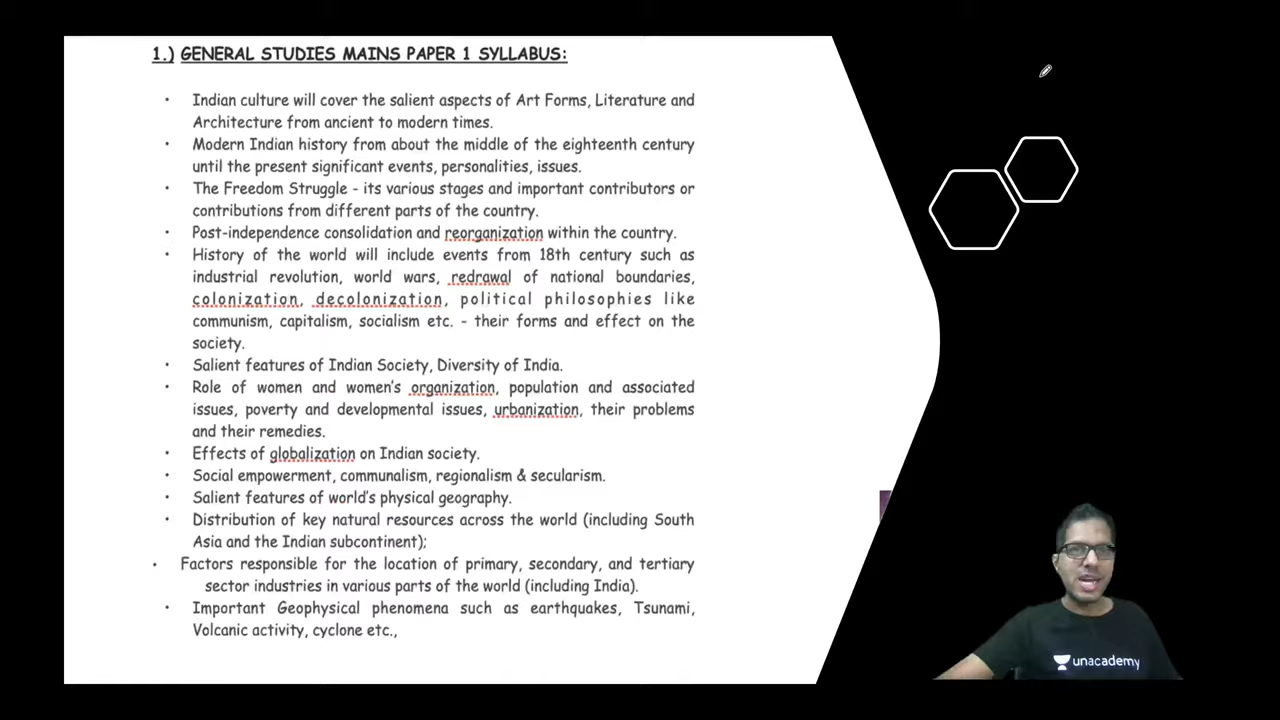 1.) GENERAL STUDIES MAINS PAPER 1 SYLLABUS:
· Indian culture will cover the salient aspects of Art Forms, Literature and
Architecture from ancient to modern times.
· Modern Indian history from about the middle of the eighteenth century
until the present significant events, personalities, issues.
· The Freedom Struggle - its various stages and important contributors or
contributions from different parts of the country.
· Post-independence consolidation and reorganization within the country.
· History of the world will include events from 18th century such as
industrial revolution, world wars, redrawal of national boundaries,
colonization, decolonization, political philosophies like
communism, capitalism, socialism etc. - their forms and effect on the
society.
· Salient features of Indian Society, Diversity of India.
· Role of women and women's organization, population and associated
issues, poverty and developmental issues, urbanization, their problems
and their remedies.
· Effects of globalization on Indian society.
· Social empowerment, communalism, regionalism & secularism.
· Salient features of world's physical geography.
· Distribution of key natural resources across the world (including South
Asia and the Indian subcontinent);
· Factors responsible for the location of primary, secondary, and tertiary
sector industries in various parts of the world (including India).
· Important Geophysical phenomena such as earthquakes, Tsunami,
Volcanic activity, cyclone etc.,
unacademy